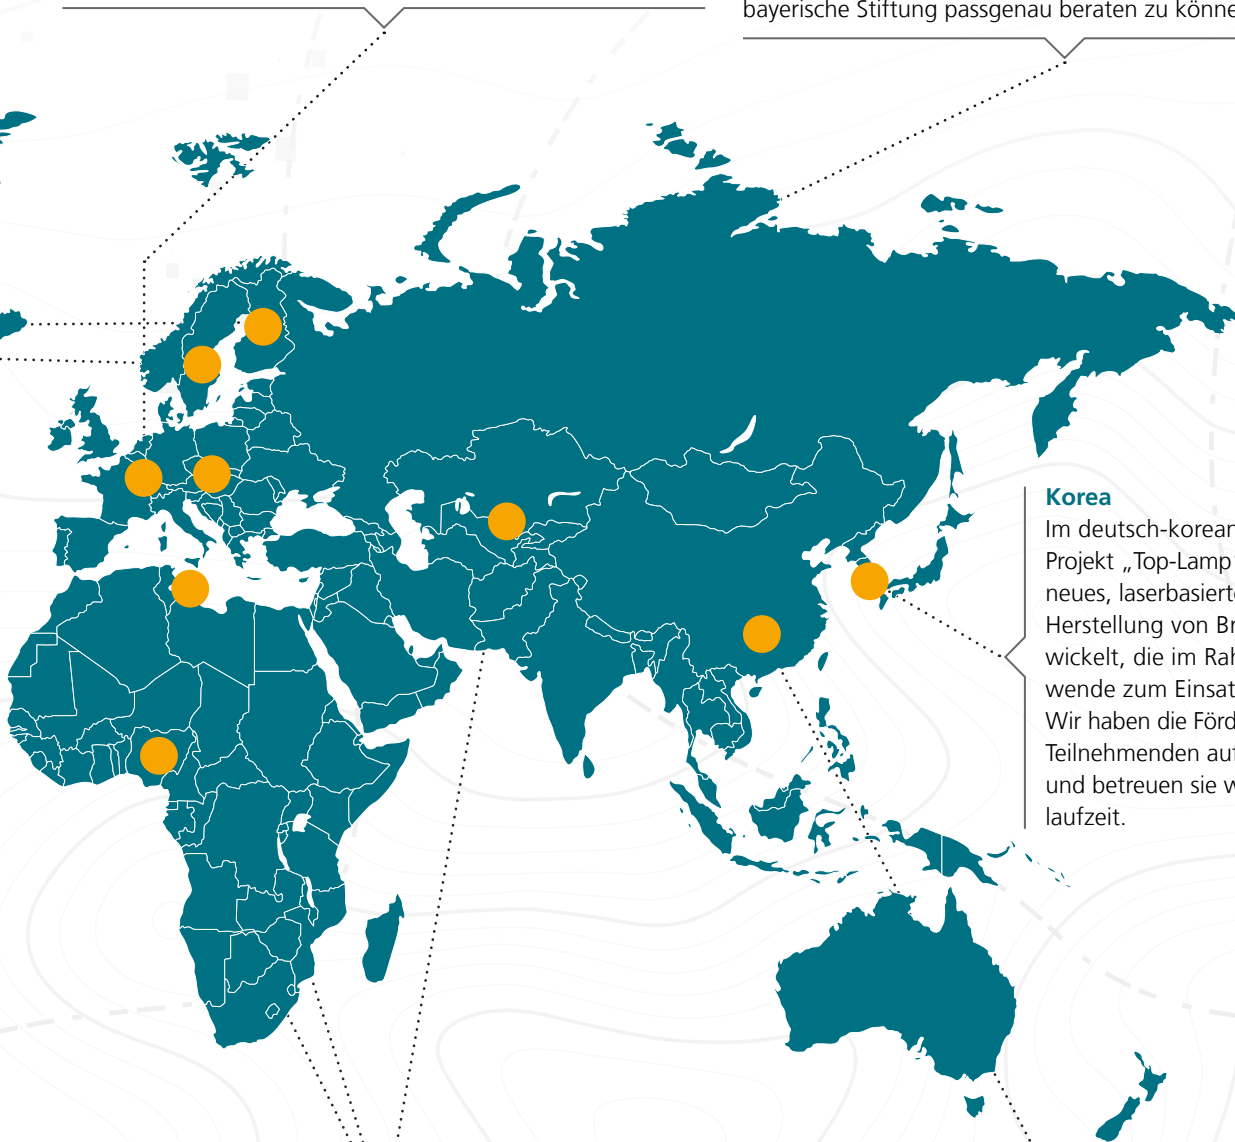 bayerische Stiftung passgenau beraten zu könne
Korea
Im deutsch-korean
Projekt „Top-Lamp“
neues, laserbasierte
Herstellung von Br
wickelt, die im Rah
wende zum Einsat
Wir haben die Förd
Teilnehmenden auf
und betreuen sie w
laufzeit.